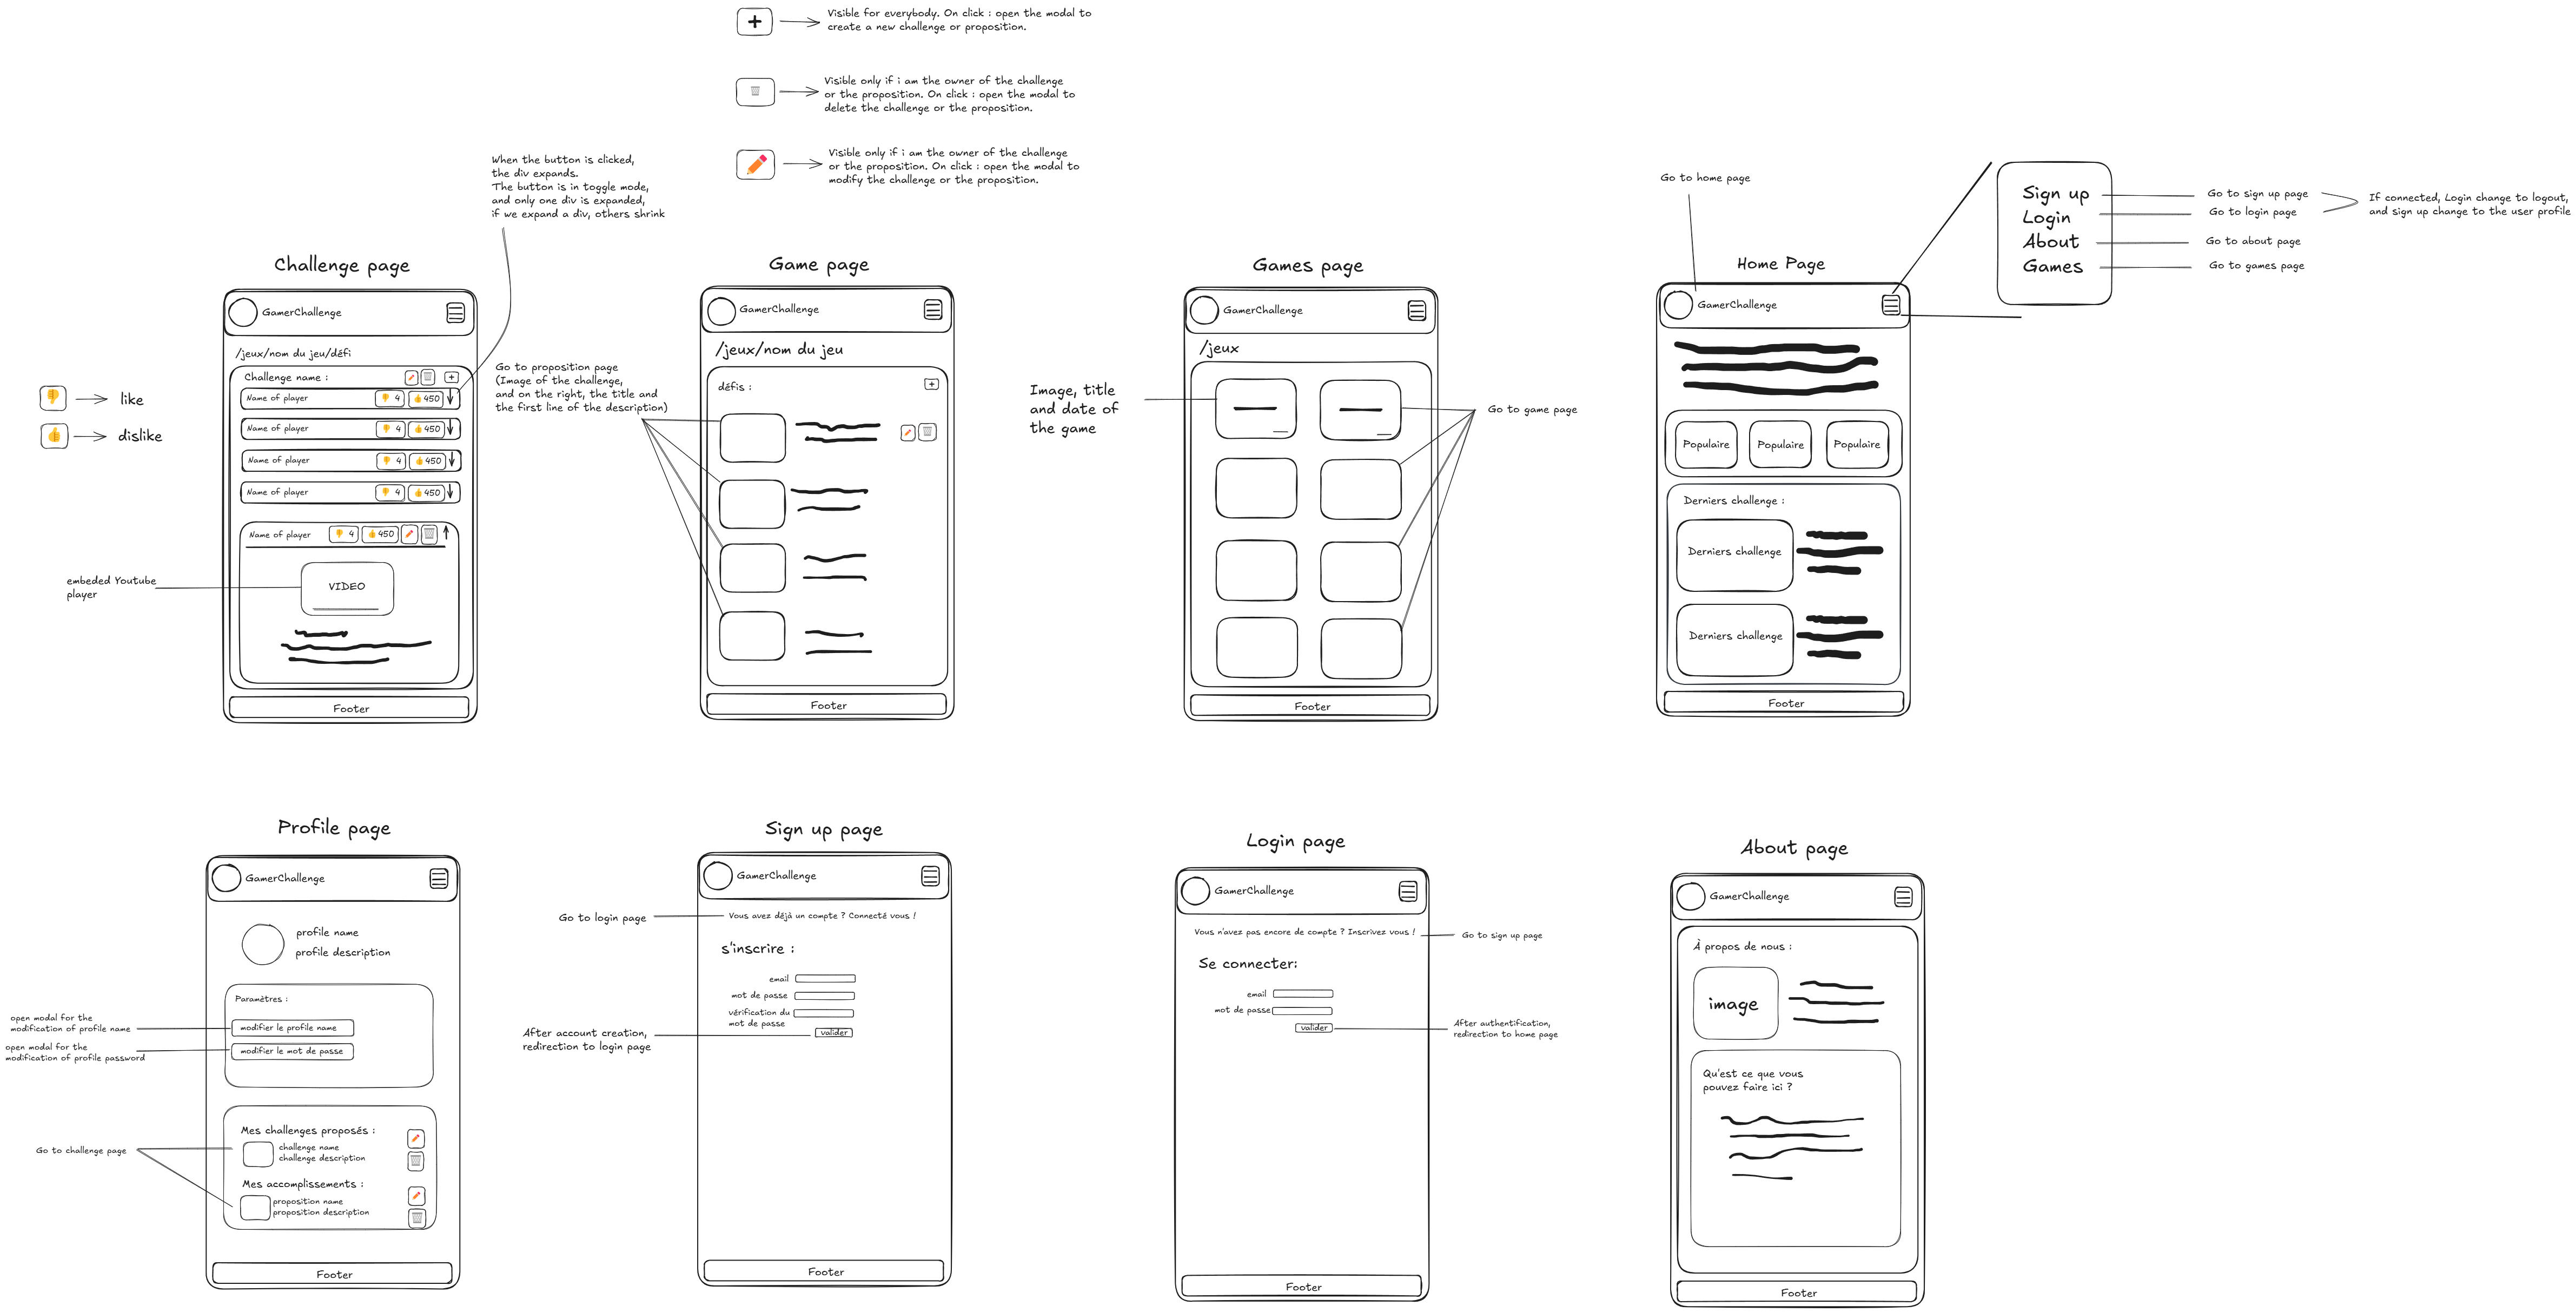 Visible for everybody. On click : open the modal to
create a new challenge or proposition.
Visible only if i am the owner of the challenge
or the proposition. On click : open the modal to
delete the challenge or the proposition.
Visible only if i am the owner of the challenge
or the proposition. On click : open the modal to
modify the challenge or the proposition.
When the button is clicked,
the div expands.
The button is in toggle mode,
and only one div is expanded,
if we expand a div, others shrink
like
dislike
Challenge page
GamerChallenge
/jeux/nom du jeu/défi
Challenge name :
Name of player 4 450
Name of player 4 450
Name of player 4 450
Name of player 4 450
Name of player 4 450
VIDEO
embeded Youtube
player
Footer
Game page
GamerChallenge
/jeux/nom du jeu
défis :
Go to proposition page
(Image of the challenge,
and on the right, the title and
the first line of the description)
Footer
Games page
GamerChallenge
/jeux
Image, title
and date of
the game
Go to game page
Footer
Go to home page
Home Page
GamerChallenge
Populaire Populaire Populaire
Derniers challenge :
Derniers challenge
Derniers challenge
Footer
Sign up
Login
About
Games
Go to sign up page
Go to login page
Go to about page
Go to games page
If connected, Login change to logout,
and sign up change to the user profile
Profile page
GamerChallenge
profile name
profile description
Paramètres :
modifier le profile name
modifier le mot de passe
open modal for the
modification of profile name
open modal for the
modification of profile password
Mes challenges proposés :
challenge name
challenge description
Mes accomplissements :
proposition name
proposition description
Go to challenge page
Footer
Sign up page
GamerChallenge
Vous avez déjà un compte ? Connecté vous !
Go to login page
s'inscrire :
email
mot de passe
vérification du
mot de passe
valider
After account creation,
redirection to login page
Footer
Login page
GamerChallenge
Vous n'avez pas encore de compte ? Inscrivez vous !
Go to sign up page
Se connecter:
email
mot de passe
valider
After authentification,
redirection to home page
Footer
About page
GamerChallenge
À propos de nous :
image
Qu'est ce que vous
pouvez faire ici ?
Footer